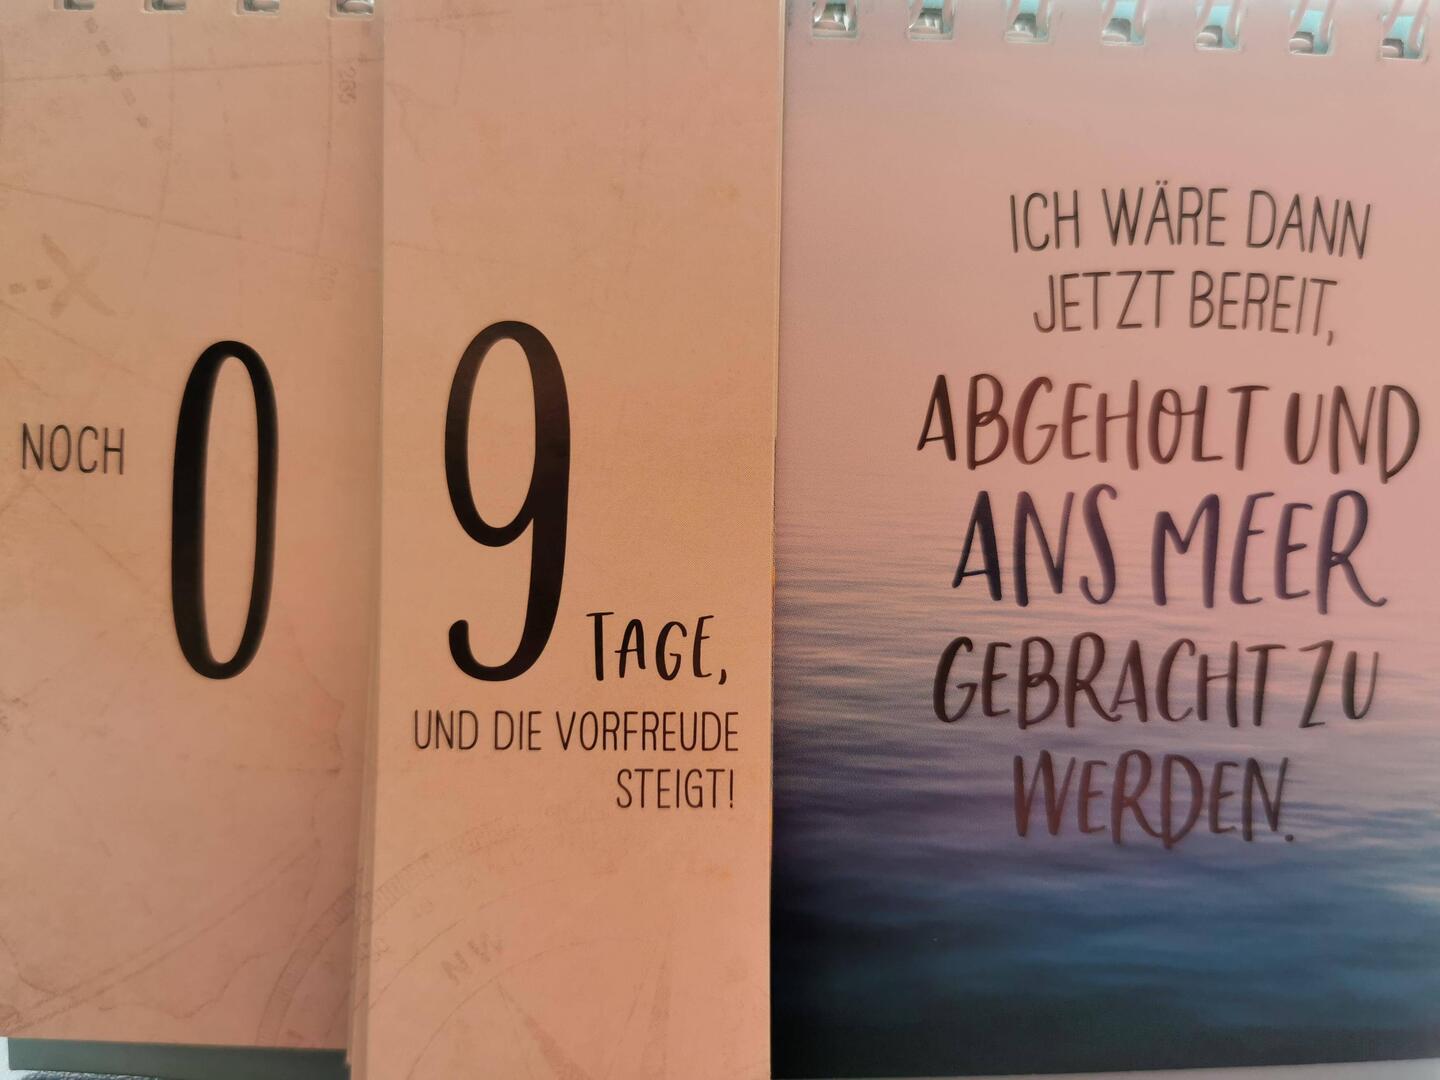 NOCH 0 9 TAGE,
UND DIE VORFREUDE
STEIGT!
ICH WÄRE DANN
JETZT BEREIT,
ABGEHOLT UND
ANS MEER
GEBRACHT ZU
WERDEN.